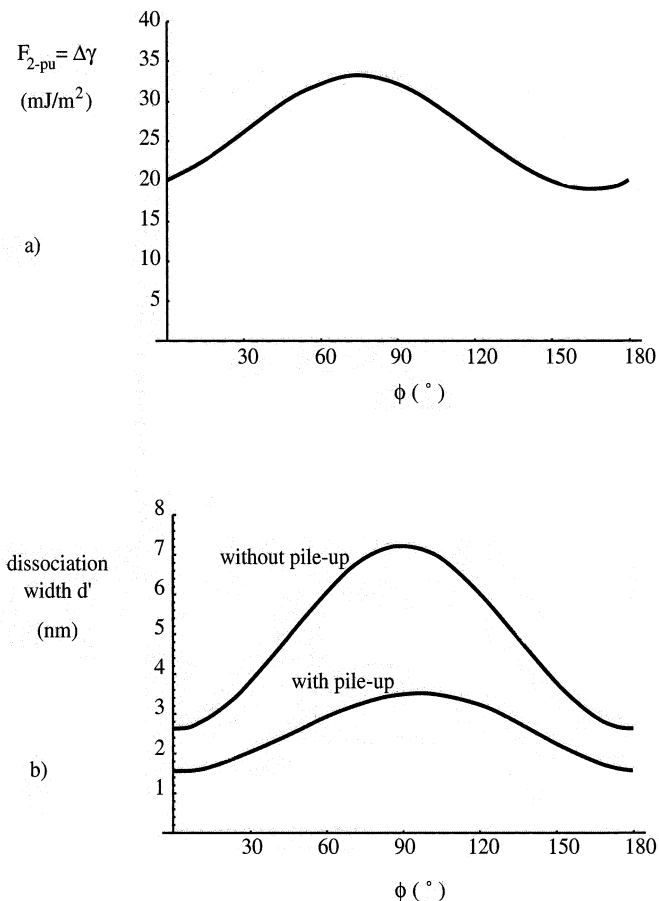 F2-pu = Δγ
(mJ/m2)
40
35
30
25
20
15
10
5
a)
30 60 90 120 150 180
ϕ ( ° )
dissociation
width d'
(nm)
8
7
6
5
4
3
2
1
without pile-up
with pile-up
b)
30 60 90 120 150 180
ϕ ( ° )